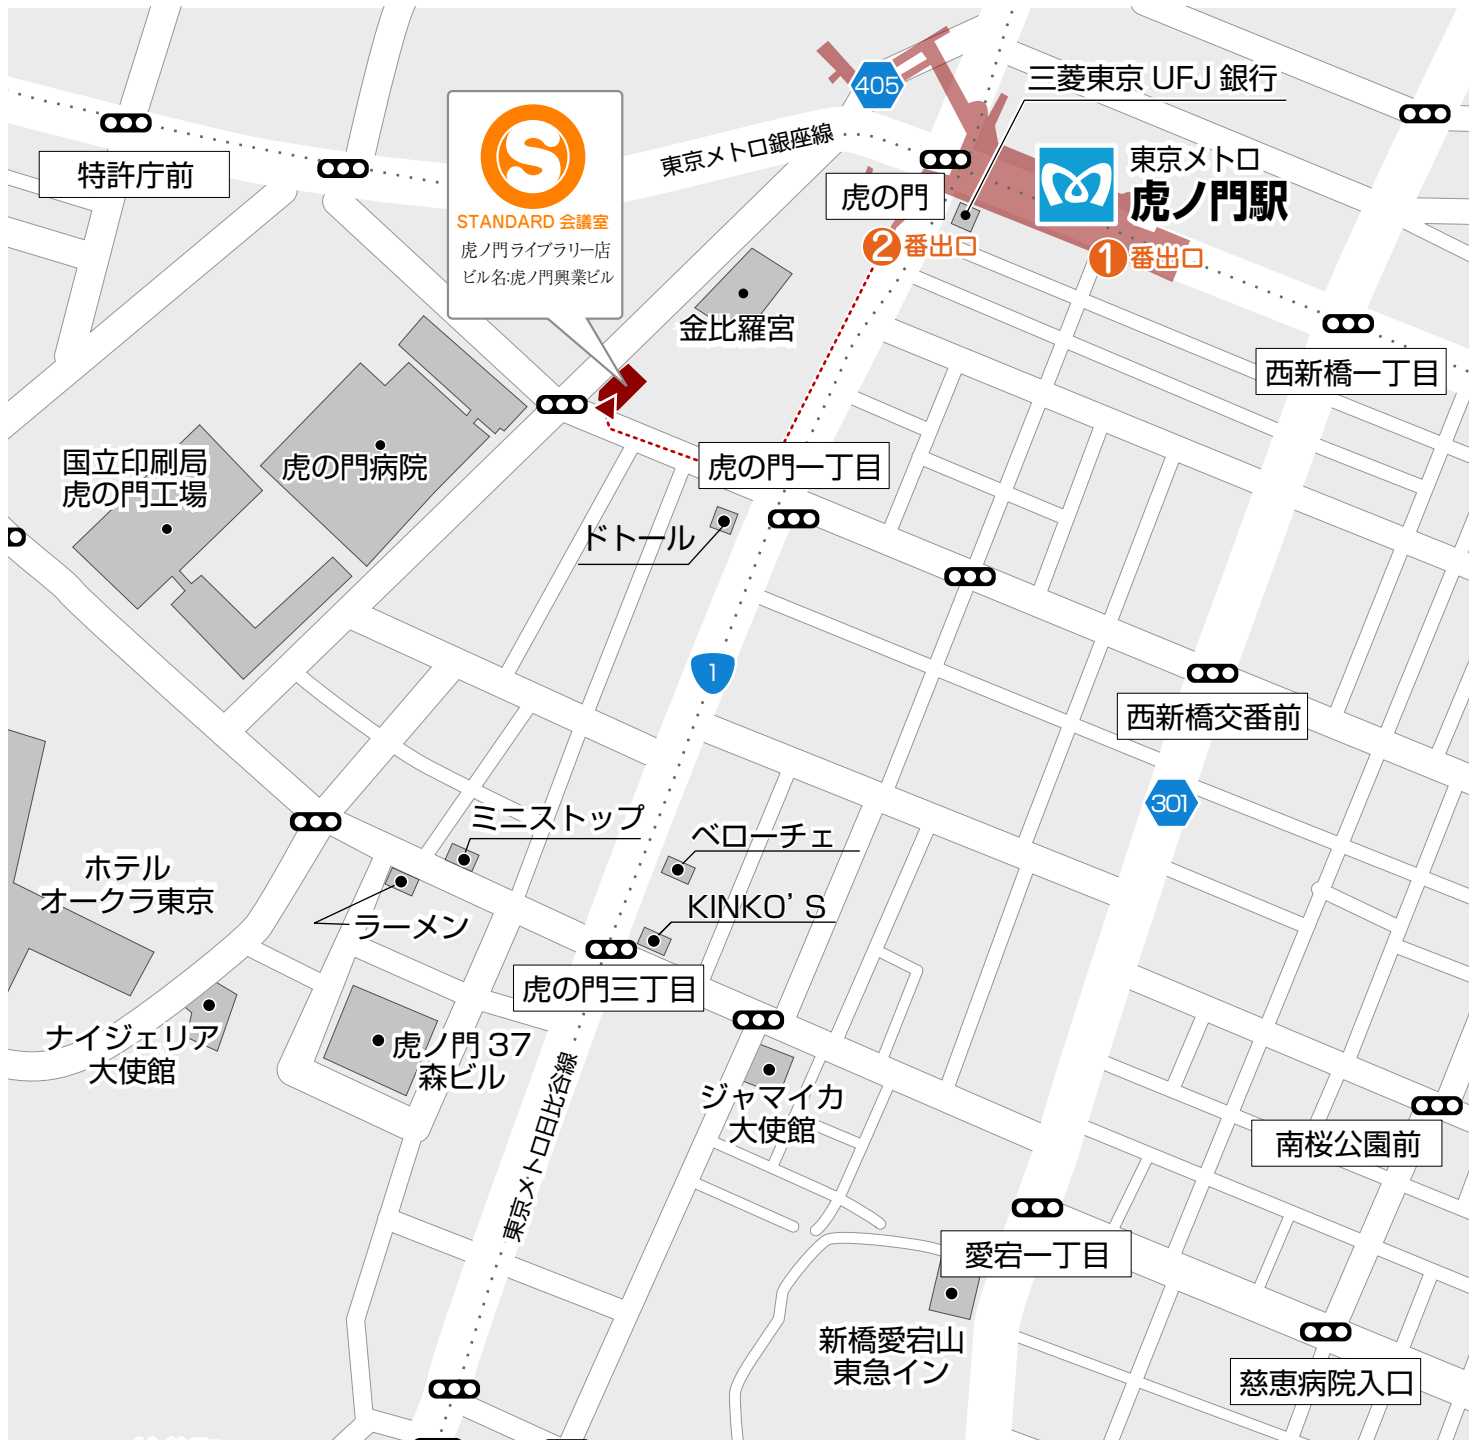 405
三菱東京 UFJ 銀行
東京メトロ銀座線
特許庁前
S
STANDARD 会議室
虎ノ門ライブラリー店
ビル名:虎ノ門興業ビル
虎の門
東京メトロ
虎ノ門駅
2番出口
1番出口
金比羅宮
西新橋一丁目
国立印刷局
虎の門工場
虎の門病院
虎の門一丁目
ドトール
1
西新橋交番前
301
ミニストップ
ベローチェ
ホテル
オークラ東京
ラーメン
KINKO' S
虎の門三丁目
ナイジェリア
大使館
虎ノ門 37
森ビル
東京メトロ日比谷線
ジャマイカ
大使館
南桜公園前
愛宕一丁目
新橋愛宕山
東急イン
慈恵病院入口